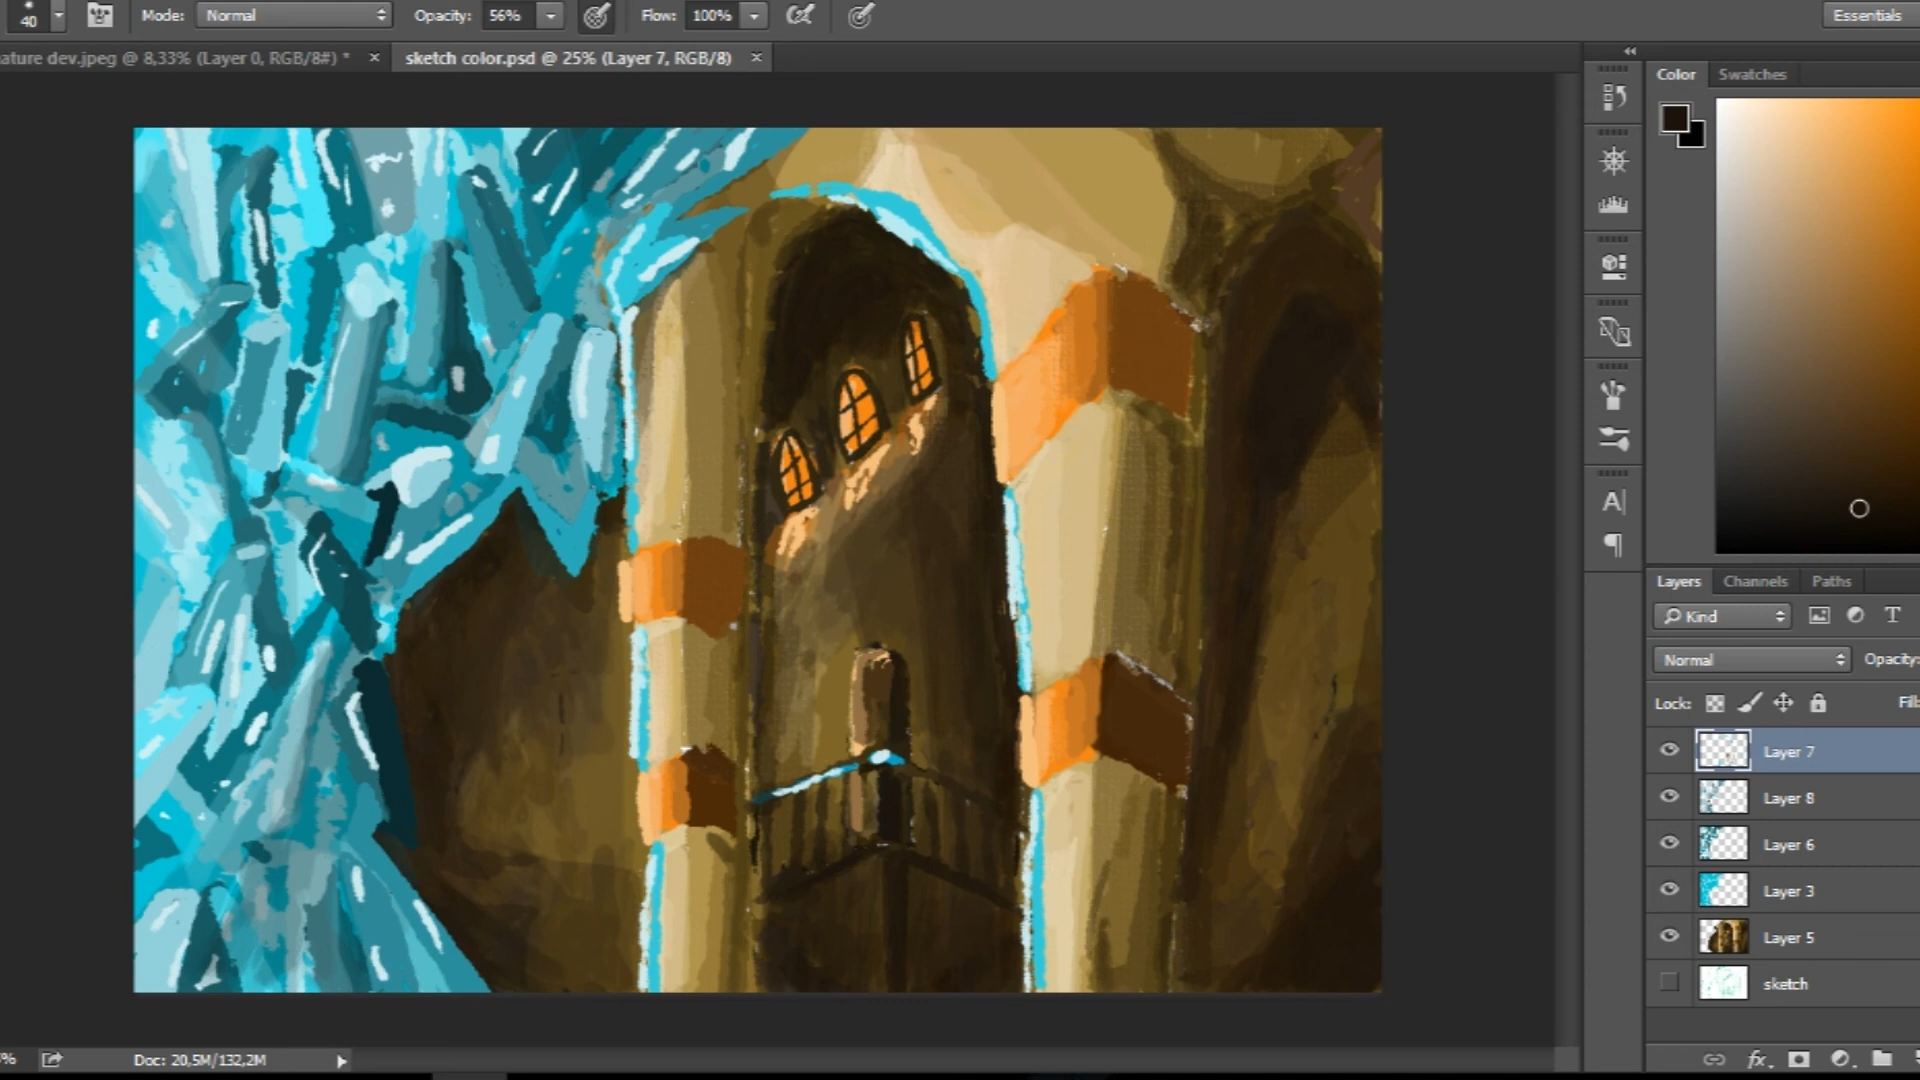 40 Mode: Normal Opacity: 56% Flow: 100% Essentials
ature dev.jpeg @ 8,33% (Layer 0, RGB/8#) * × sketch color.psd @ 25% (Layer 7, RGB/8) ×
Color Swatches
A|
¶
Layers Channels Paths
Kind T
Normal Opacity:
Lock: Fill:
Layer 7
Layer 8
Layer 6
Layer 3
Layer 5
sketch
% Doc: 20,5M/132,2M fx